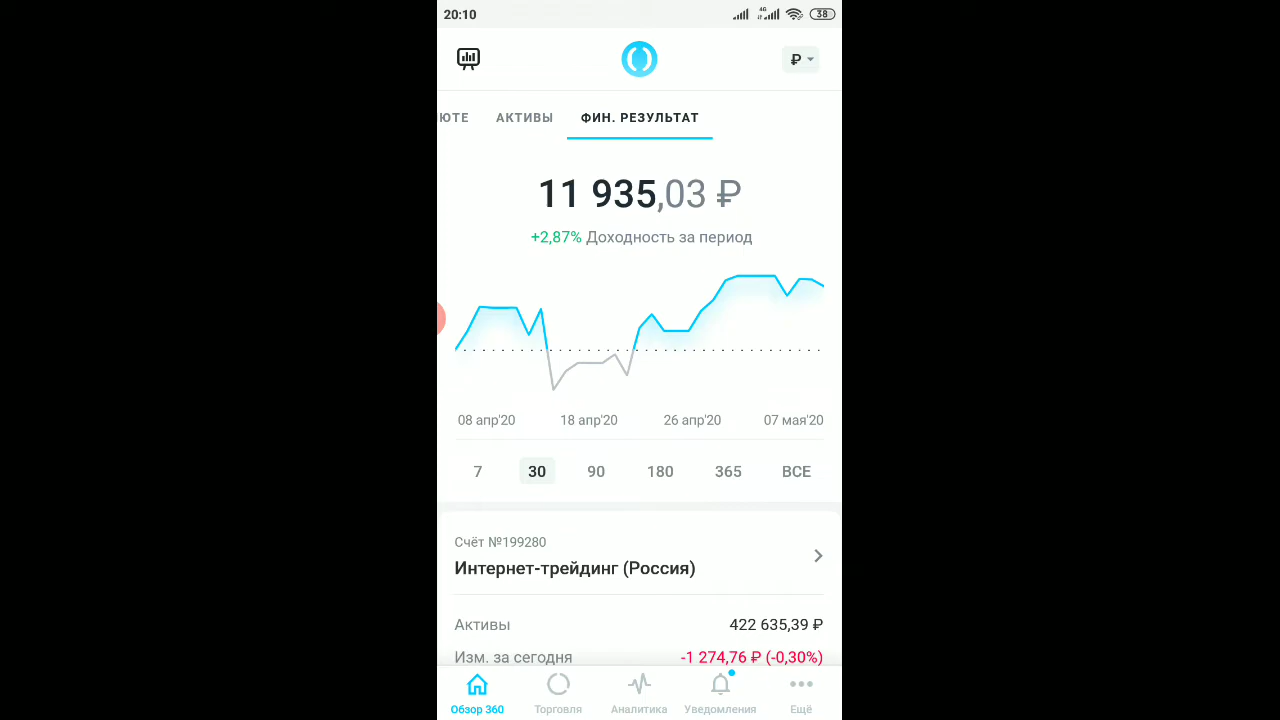 20:10
4G
38
₽
ЮТЕ АКТИВЫ ФИН. РЕЗУЛЬТАТ
11 935,03 ₽
+2,87% Доходность за период
08 апр'20 18 апр'20 26 апр'20 07 мая'20
7 30 90 180 365 ВСЕ
Счёт №199280
Интернет-трейдинг (Россия)
Активы 422 635,39 ₽
Изм. за сегодня -1 274,76 ₽ (-0,30%)
Обзор 360 Торговля Аналитика Уведомления Ещё